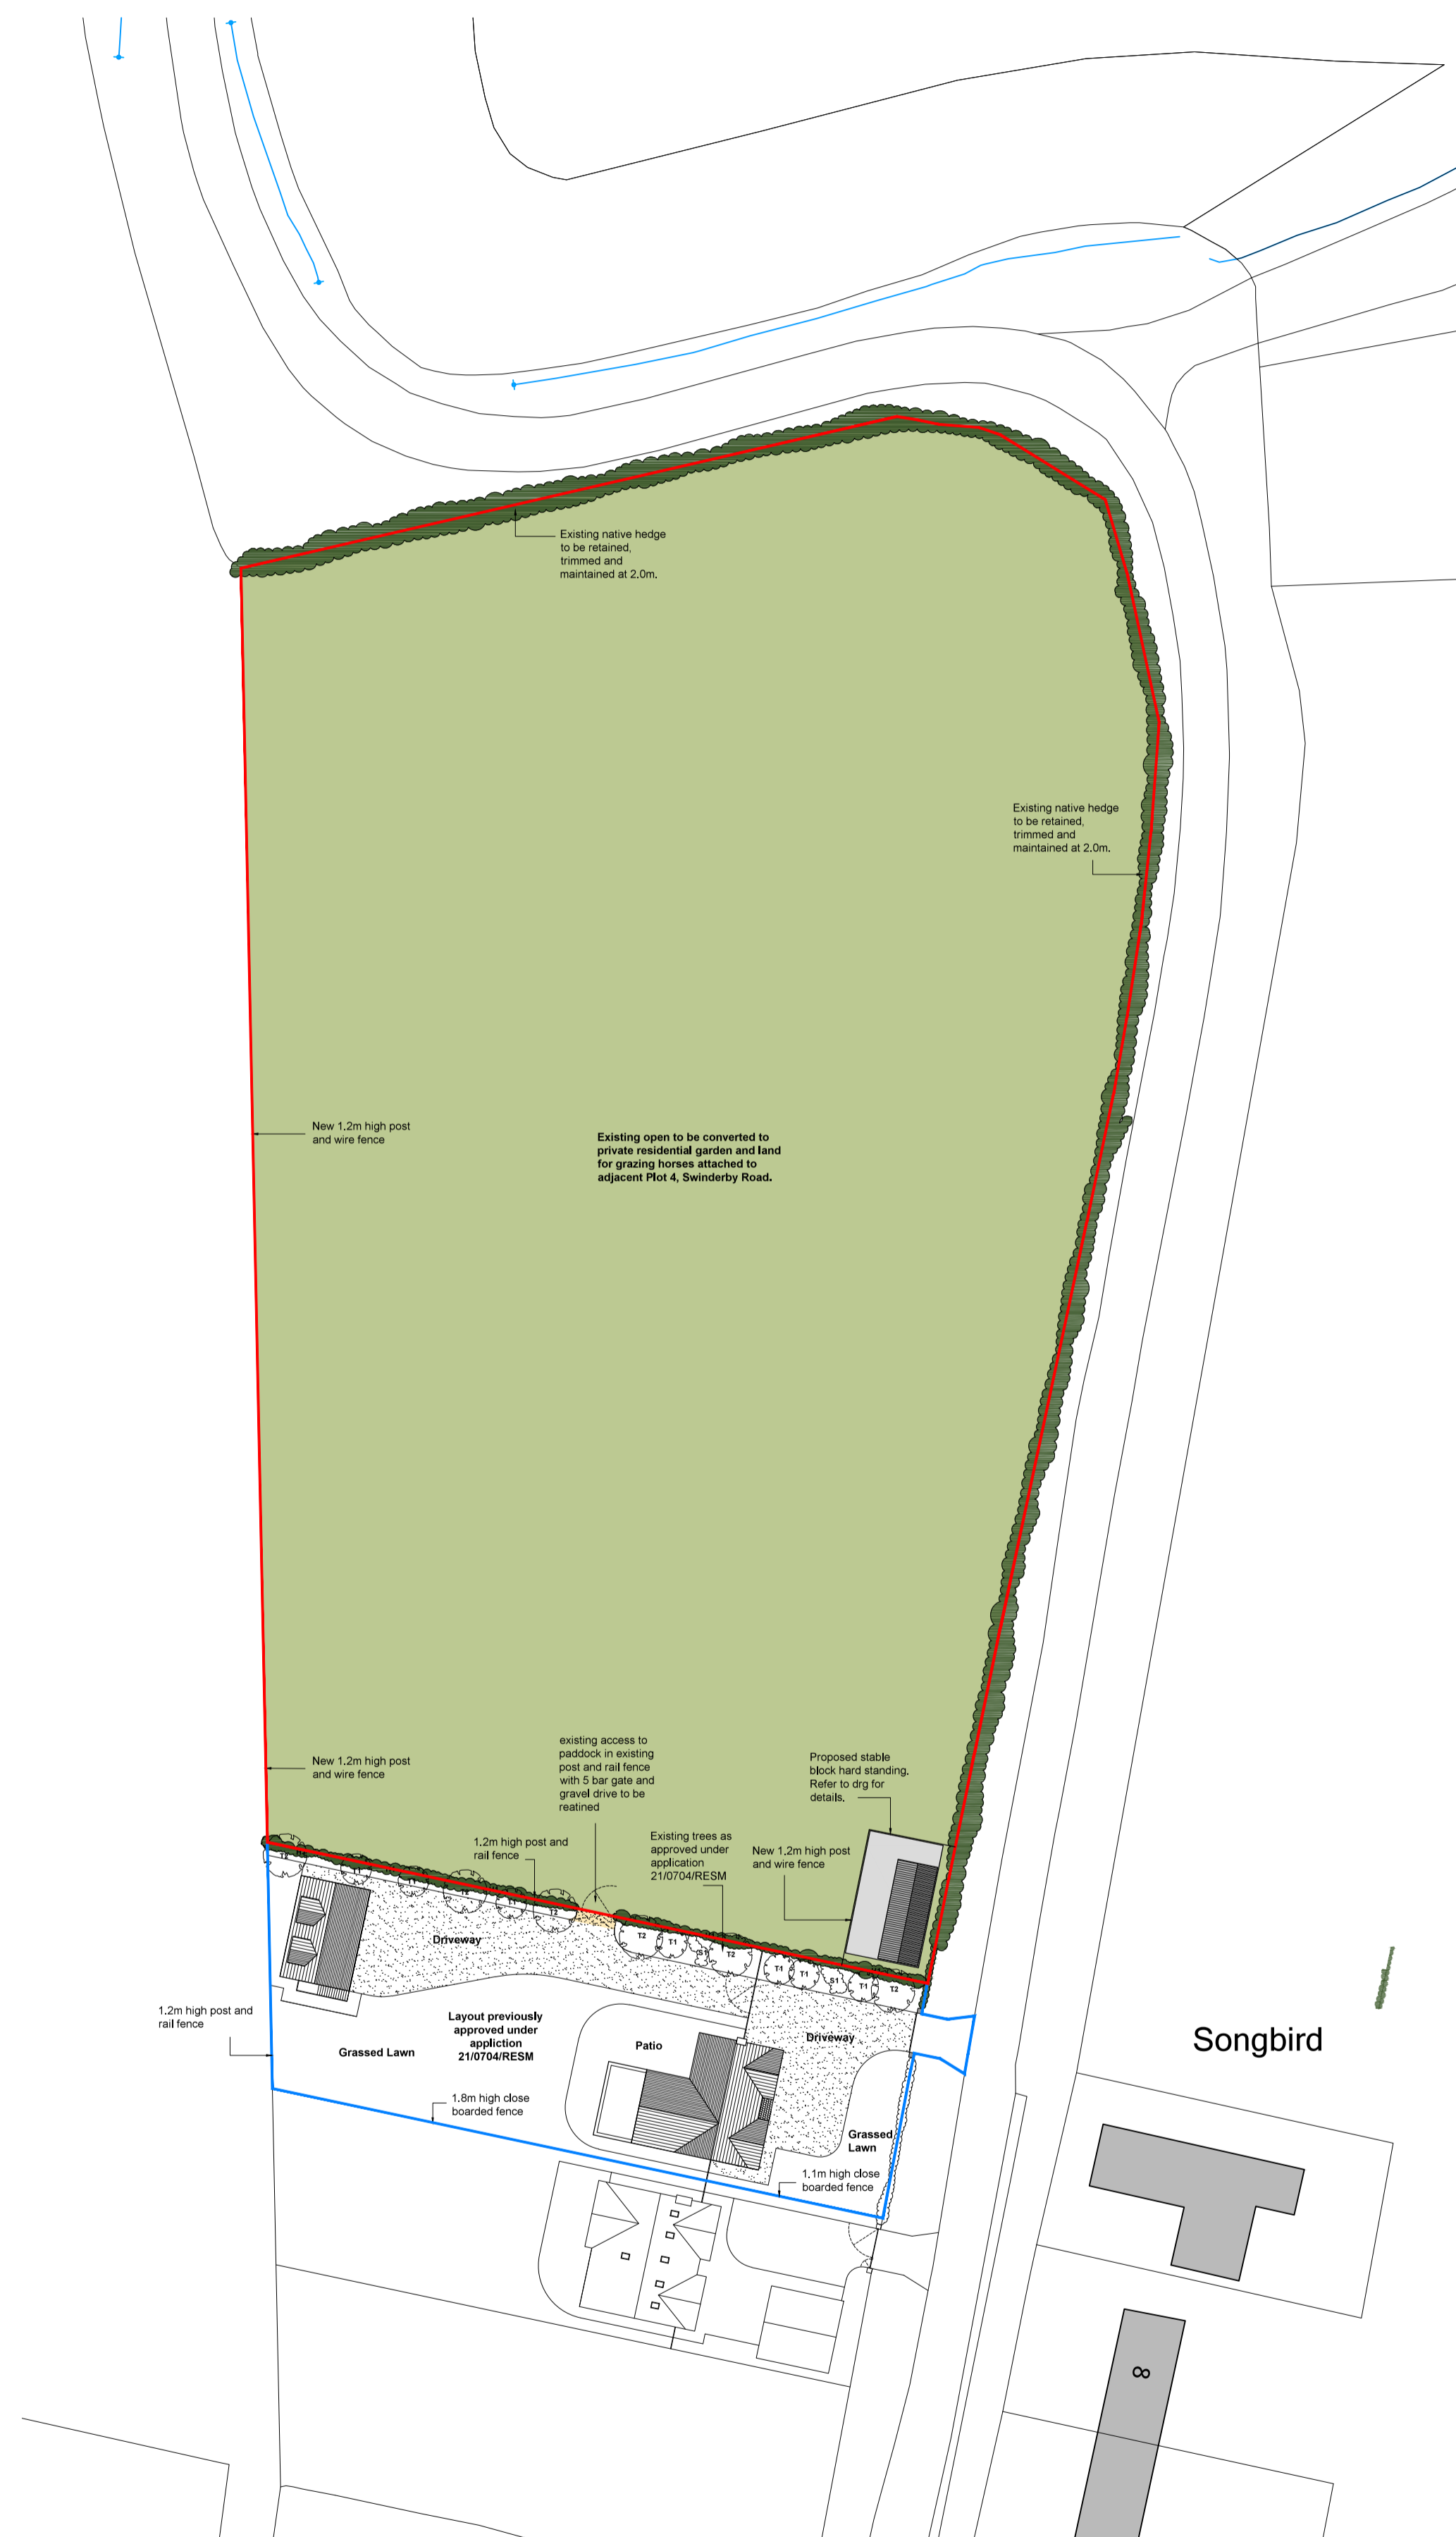 Existing native hedge
to be retained,
trimmed and
maintained at 2.0m.
Existing native hedge
to be retained,
trimmed and
maintained at 2.0m.
New 1.2m high post
and wire fence
Existing open to be converted to
private residential garden and land
for grazing horses attached to
adjacent Plot 4, Swinderby Road.
New 1.2m high post
and wire fence
existing access to
paddock in existing
post and rail fence
with 5 bar gate and
gravel drive to be
reatined
Proposed stable
block hard standing.
Refer to drg for
details.
1.2m high post and
rail fence
Existing trees as
approved under
application
21/0704/RESM
New 1.2m high post
and wire fence
T2
T1
T1
T2
T1
T2
T2
T1
S1
T2
T1
T1
S1
T1
T2
Driveway
1.2m high post and
rail fence
Layout previously
approved under
appliction
21/0704/RESM
Grassed Lawn
Patio
Driveway
Songbird
1.8m high close
boarded fence
Grassed
Lawn
1.1m high close
boarded fence
8